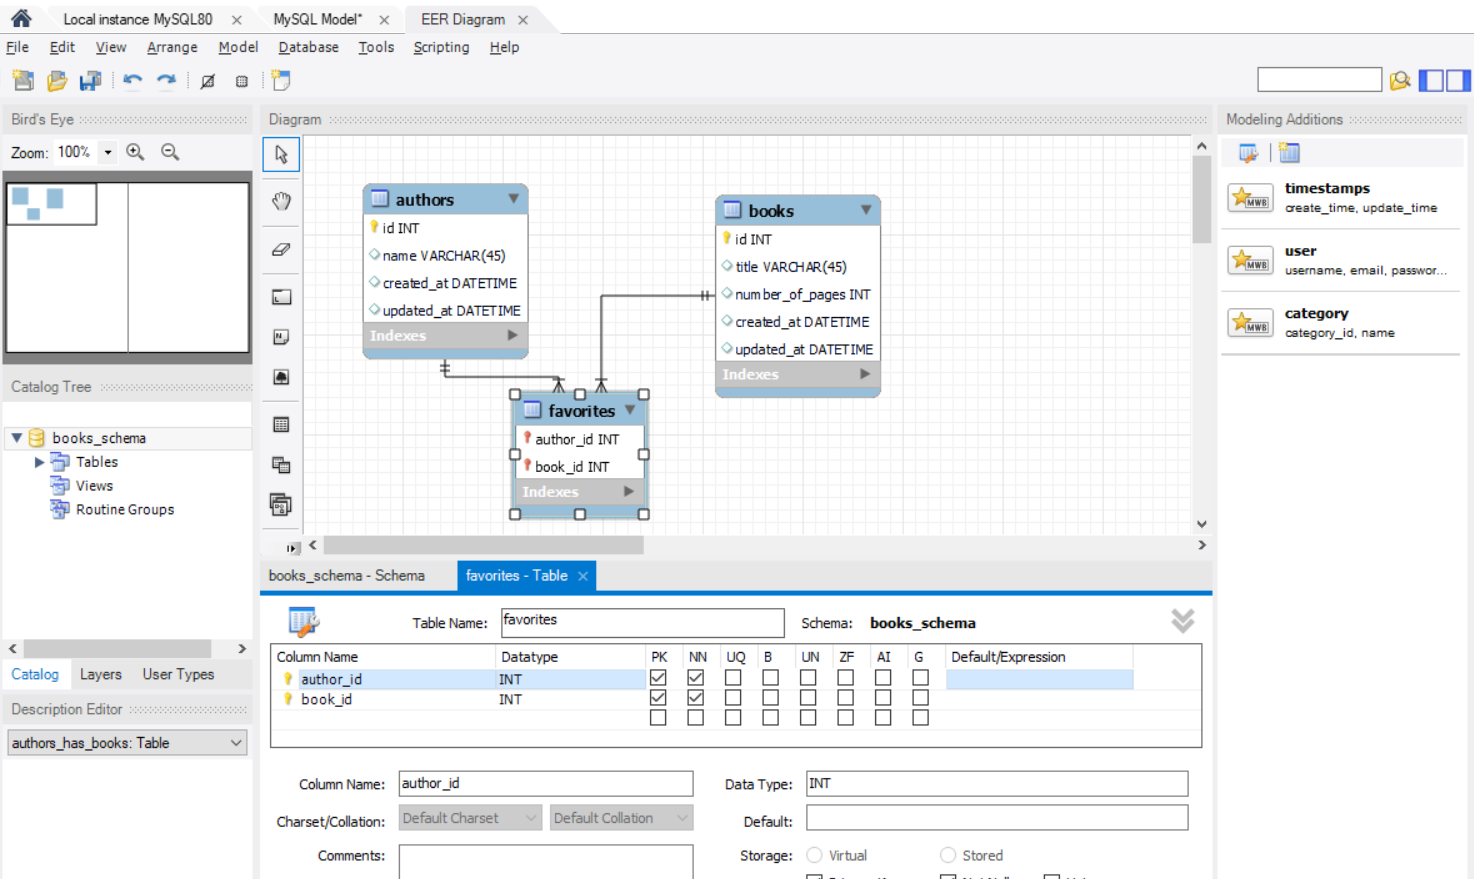 Local instance MySQL80 ×
MySQL Model* ×
EER Diagram ×
File Edit View Arrange Model Database Tools Scripting Help
Bird's Eye
Zoom: 100%
Catalog Tree
books_schema
Tables
Views
Routine Groups
Catalog Layers User Types
Description Editor
authors_has_books: Table
Diagram
authors
id INT
name VARCHAR(45)
created_at DATETIME
updated_at DATETIME
Indexes
books
id INT
title VARCHAR(45)
number_of_pages INT
created_at DATETIME
updated_at DATETIME
Indexes
favorites
author_id INT
book_id INT
Indexes
books_schema - Schema
favorites - Table ×
Table Name: favorites Schema: books_schema
Column Name Datatype PK NN UQ B UN ZF AI G Default/Expression
author_id INT
book_id INT
Column Name: author_id Data Type: INT
Charset/Collation: Default Charset Default Collation Default:
Comments: Storage: Virtual Stored
Modeling Additions
MWB
timestamps
create_time, update_time
MWB
user
username, email, passwor...
MWB
category
category_id, name